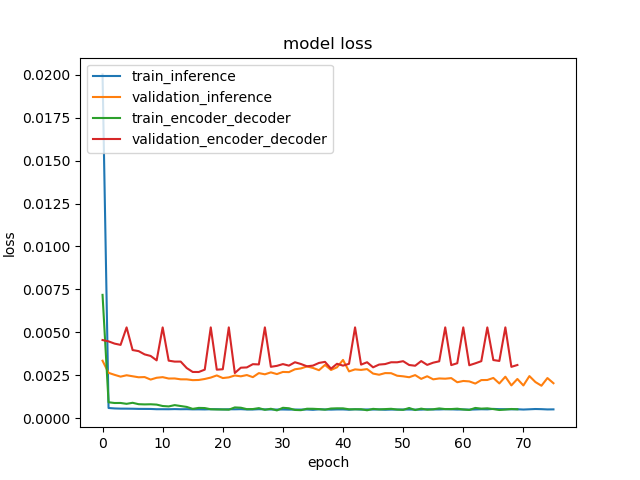 model loss
train_inference
validation_inference
train_encoder_decoder
validation_encoder_decoder
0.0200
0.0175
0.0150
0.0125
0.0100
0.0075
0.0050
0.0025
0.0000
loss
0 10 20 30 40 50 60 70
epoch